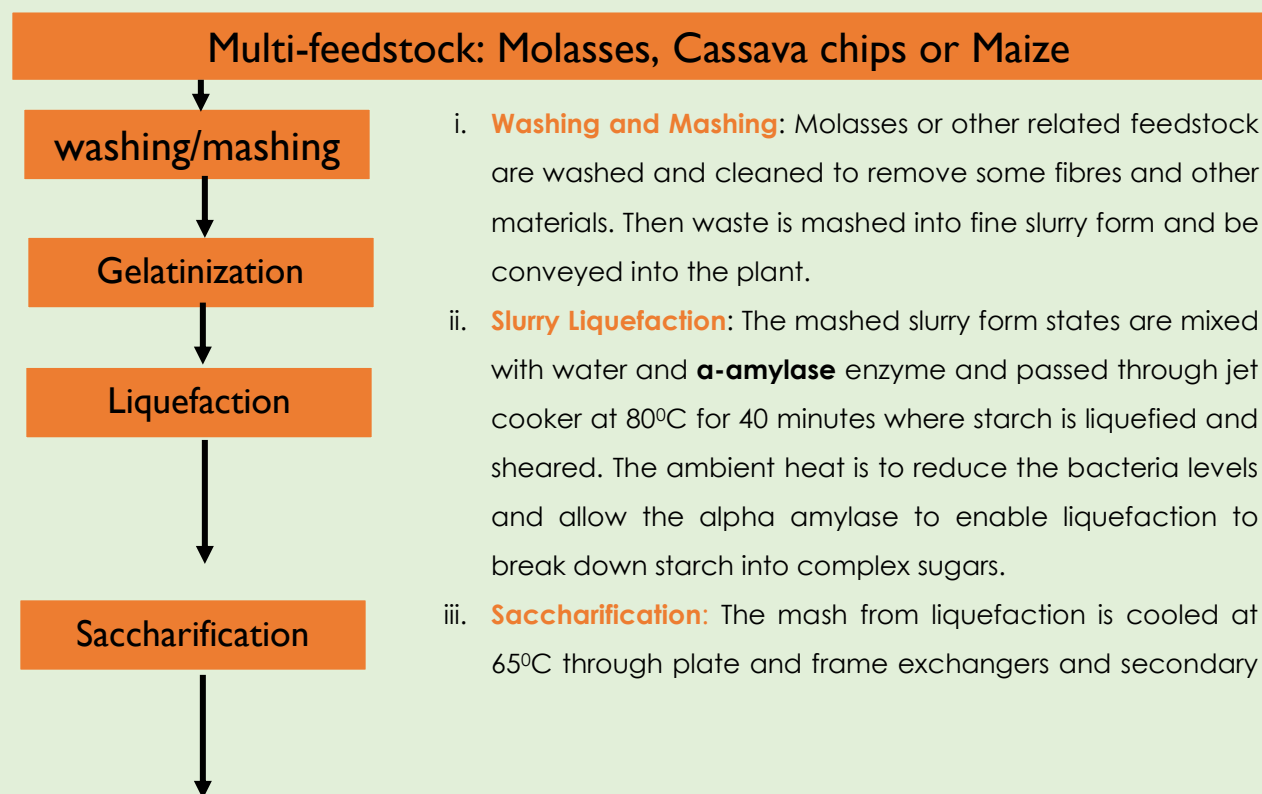 Multi-feedstock: Molasses, Cassava chips or Maize
washing/mashing
Gelatinization
Liquefaction
Saccharification
i. Washing and Mashing: Molasses or other related feedstock
are washed and cleaned to remove some fibres and other
materials. Then waste is mashed into fine slurry form and be
conveyed into the plant.
ii. Slurry Liquefaction: The mashed slurry form states are mixed
with water and α-amylase enzyme and passed through jet
cooker at 80⁰C for 40 minutes where starch is liquefied and
sheared. The ambient heat is to reduce the bacteria levels
and allow the alpha amylase to enable liquefaction to
break down starch into complex sugars.
iii. Saccharification: The mash from liquefaction is cooled at
65⁰C through plate and frame exchangers and secondary